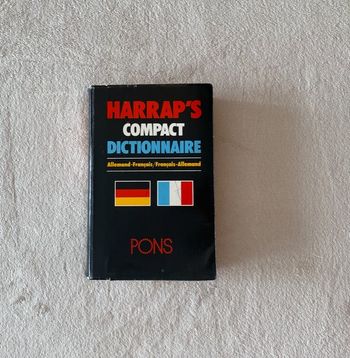 HARRAP'S
COMPACT
DICTIONNAIRE
Allemand-Français/Français-Allemand
PONS